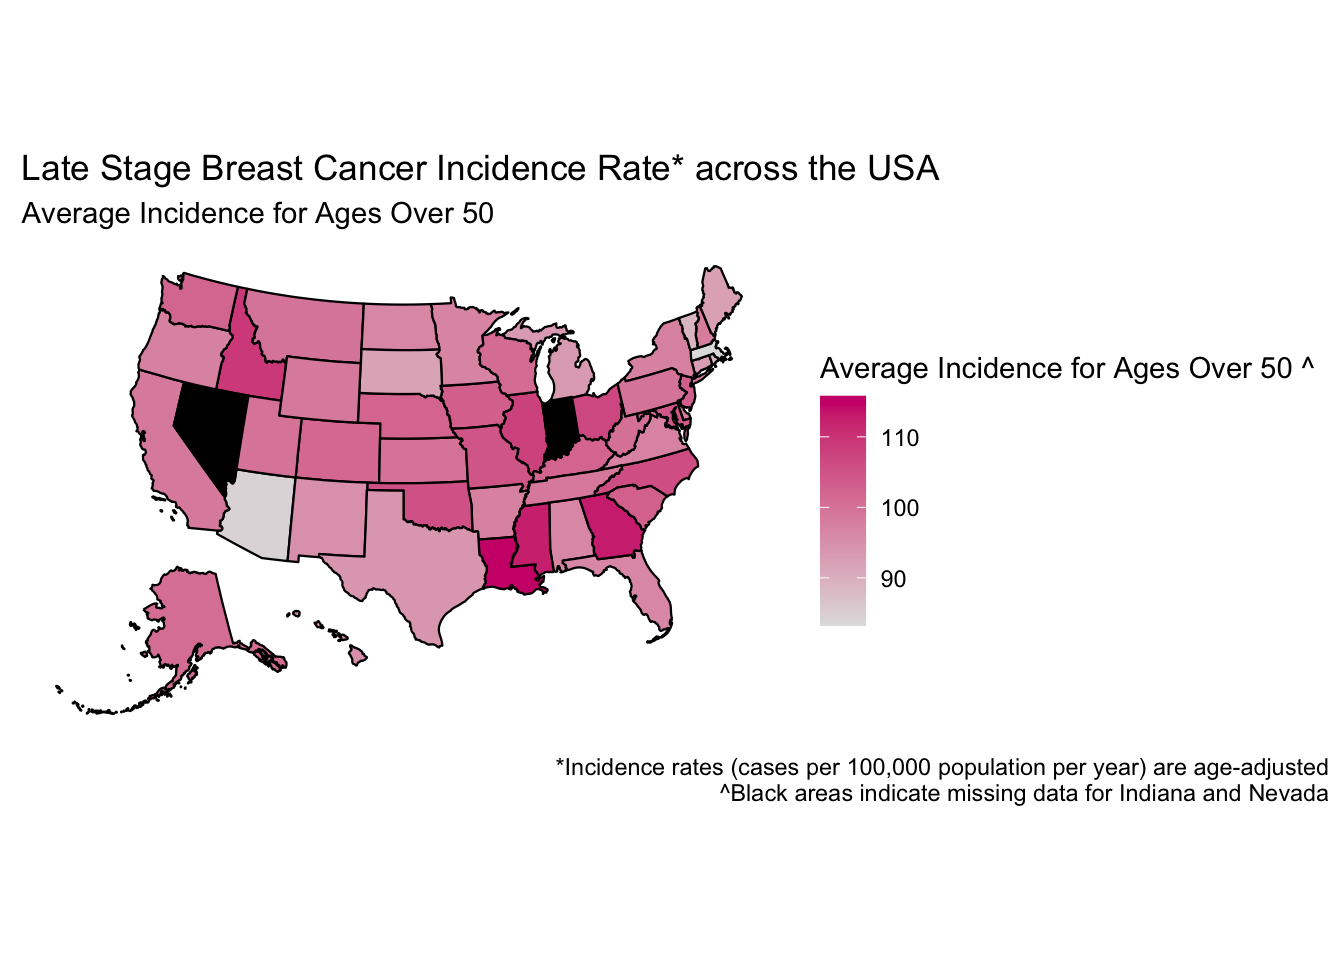 Late Stage Breast Cancer Incidence Rate* across the USA
Average Incidence for Ages Over 50
Average Incidence for Ages Over 50 ^
110
100
90
*Incidence rates (cases per 100,000 population per year) are age-adjusted
^Black areas indicate missing data for Indiana and Nevada